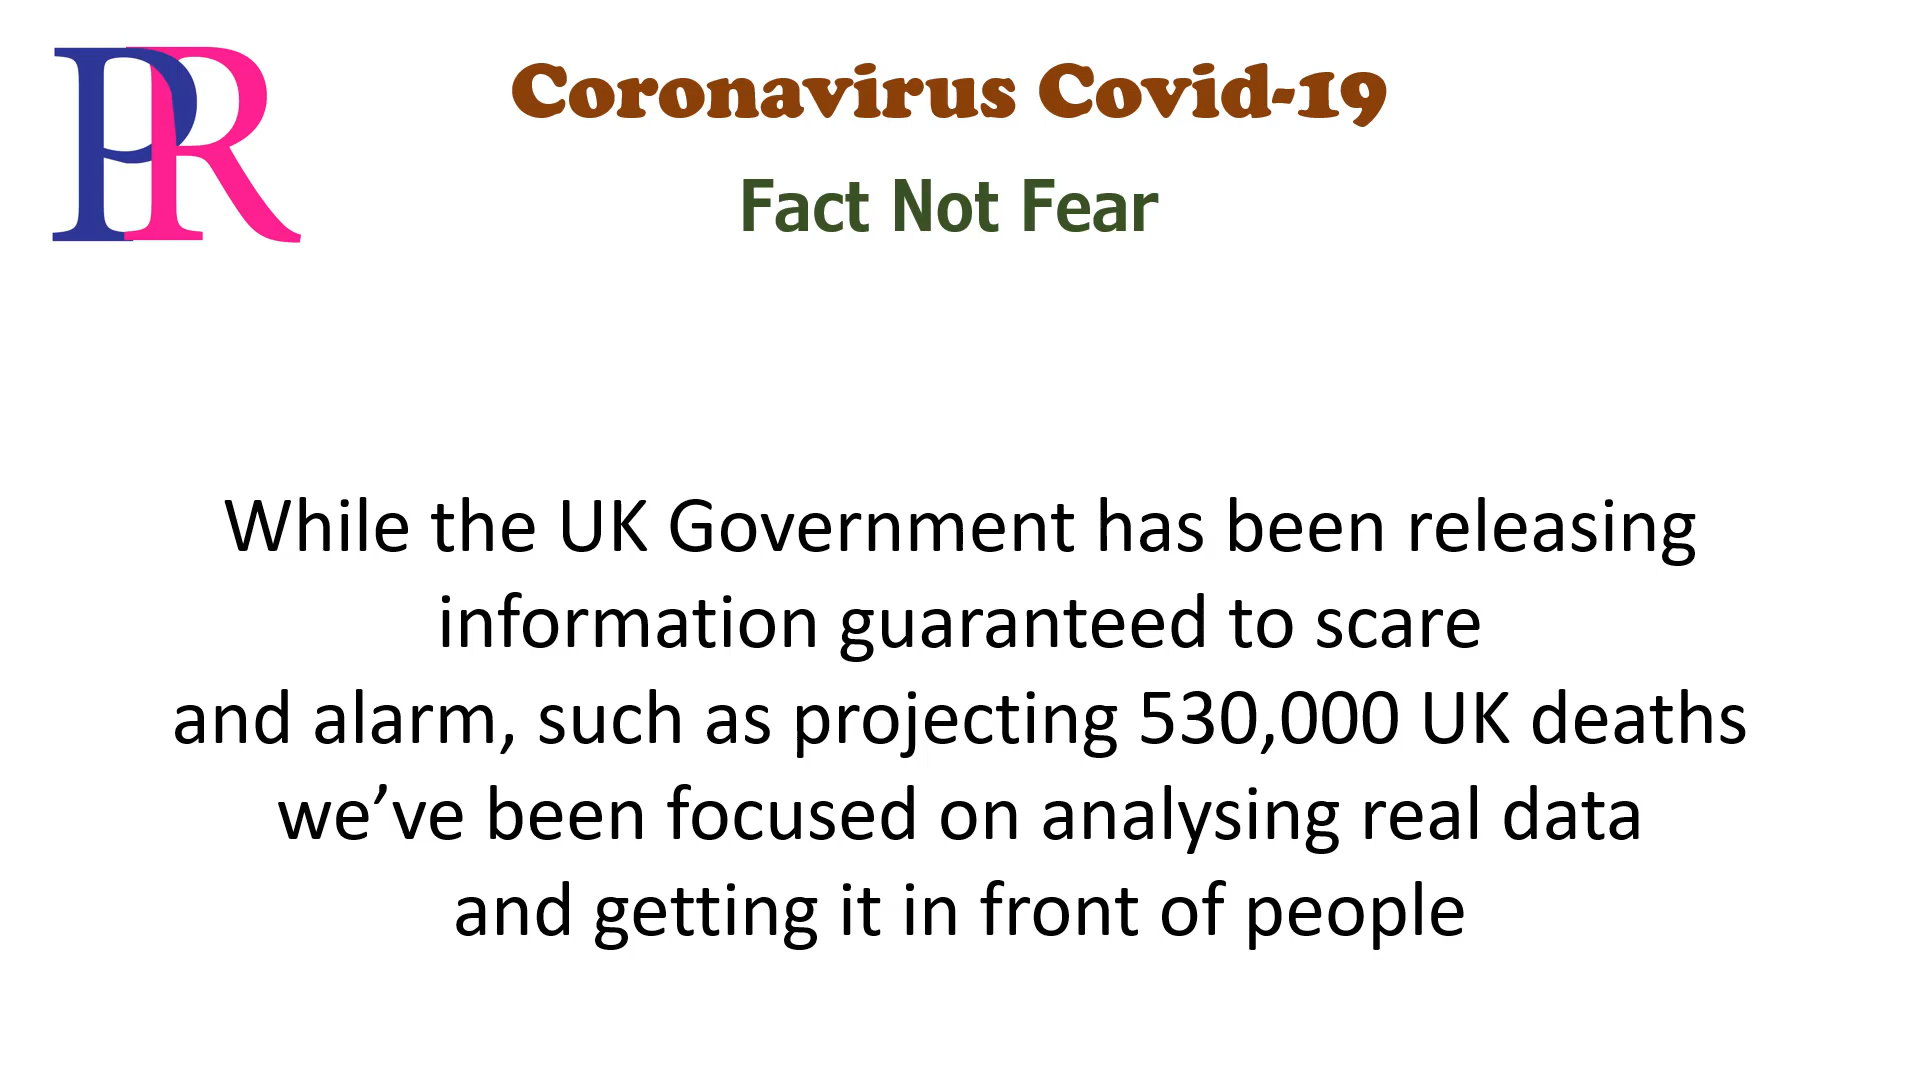 PR
Coronavirus Covid-19
Fact Not Fear
While the UK Government has been releasing
information guaranteed to scare
and alarm, such as projecting 530,000 UK deaths
we’ve been focused on analysing real data
and getting it in front of people